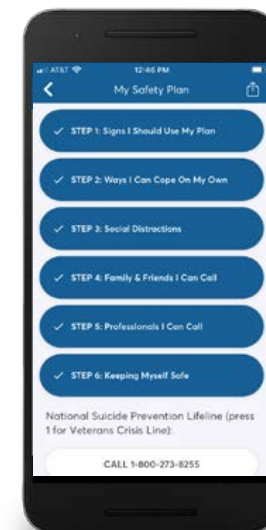 AT&T 12:46 PM
My Safety Plan
STEP 1: Signs I Should Use My Plan
STEP 2: Ways I Can Cope On My Own
STEP 3: Social Distractions
STEP 4: Family & Friends I Can Call
STEP 5: Professionals I Can Call
STEP 6: Keeping Myself Safe
National Suicide Prevention Lifeline (press
1 for Veterans Crisis Line):
CALL 1-800-273-8255